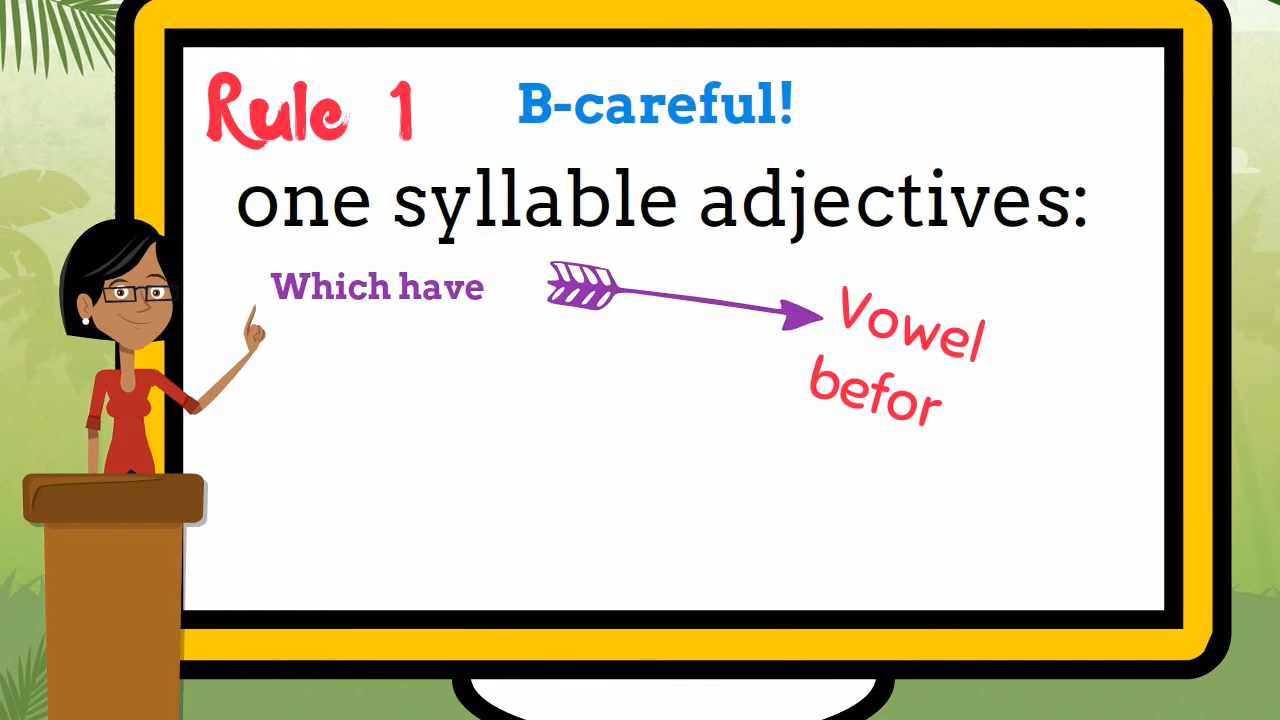 Rule 1
B-careful!
one syllable adjectives:
Which have
Vowel
befor